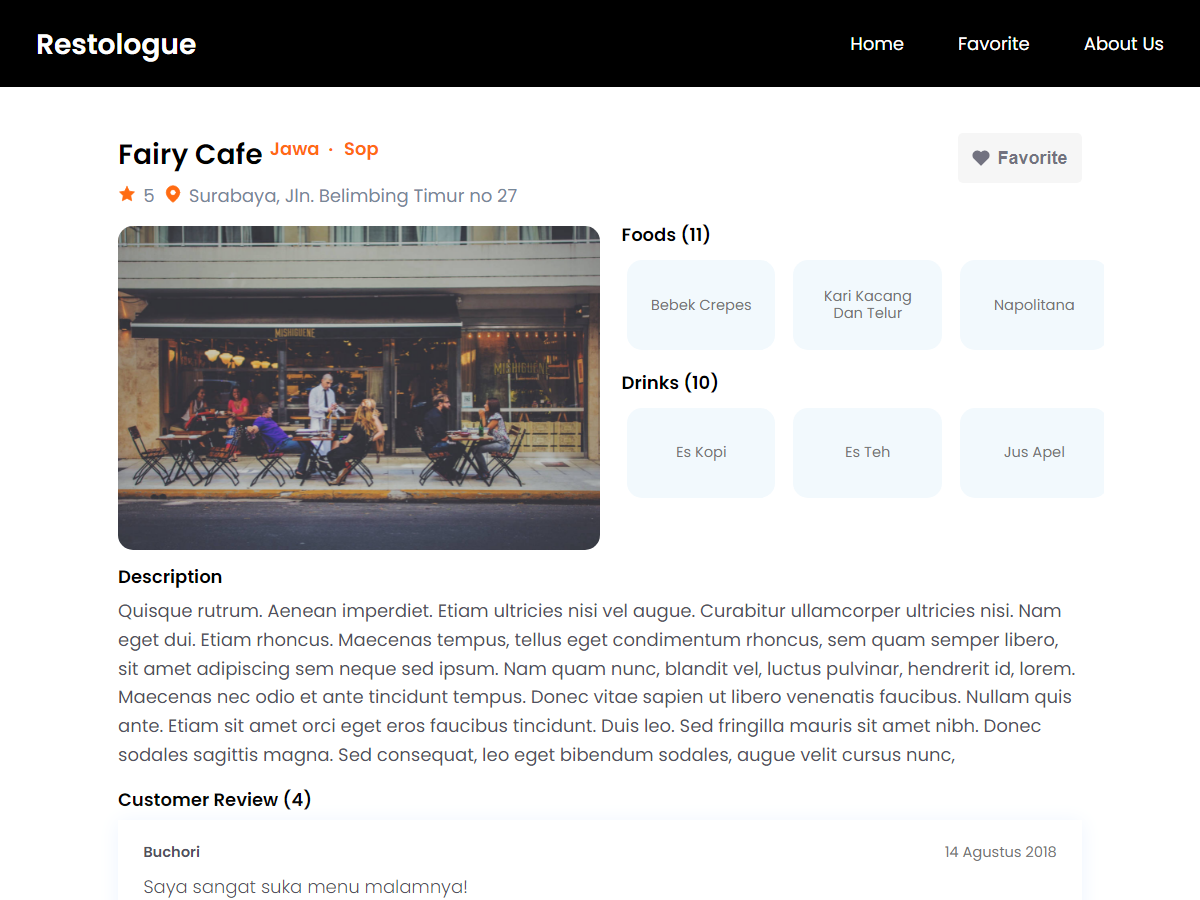 Restologue
Home
Favorite
About Us
Fairy Cafe Jawa · Sop
Favorite
5 Surabaya, Jln. Belimbing Timur no 27
MISHIGUENE
MISHIGUENE
Foods (11)
Bebek Crepes
Kari Kacang
Dan Telur
Napolitana
Drinks (10)
Es Kopi
Es Teh
Jus Apel
Description
Quisque rutrum. Aenean imperdiet. Etiam ultricies nisi vel augue. Curabitur ullamcorper ultricies nisi. Nam
eget dui. Etiam rhoncus. Maecenas tempus, tellus eget condimentum rhoncus, sem quam semper libero,
sit amet adipiscing sem neque sed ipsum. Nam quam nunc, blandit vel, luctus pulvinar, hendrerit id, lorem.
Maecenas nec odio et ante tincidunt tempus. Donec vitae sapien ut libero venenatis faucibus. Nullam quis
ante. Etiam sit amet orci eget eros faucibus tincidunt. Duis leo. Sed fringilla mauris sit amet nibh. Donec
sodales sagittis magna. Sed consequat, leo eget bibendum sodales, augue velit cursus nunc,
Customer Review (4)
Buchori
14 Agustus 2018
Saya sangat suka menu malamnya!